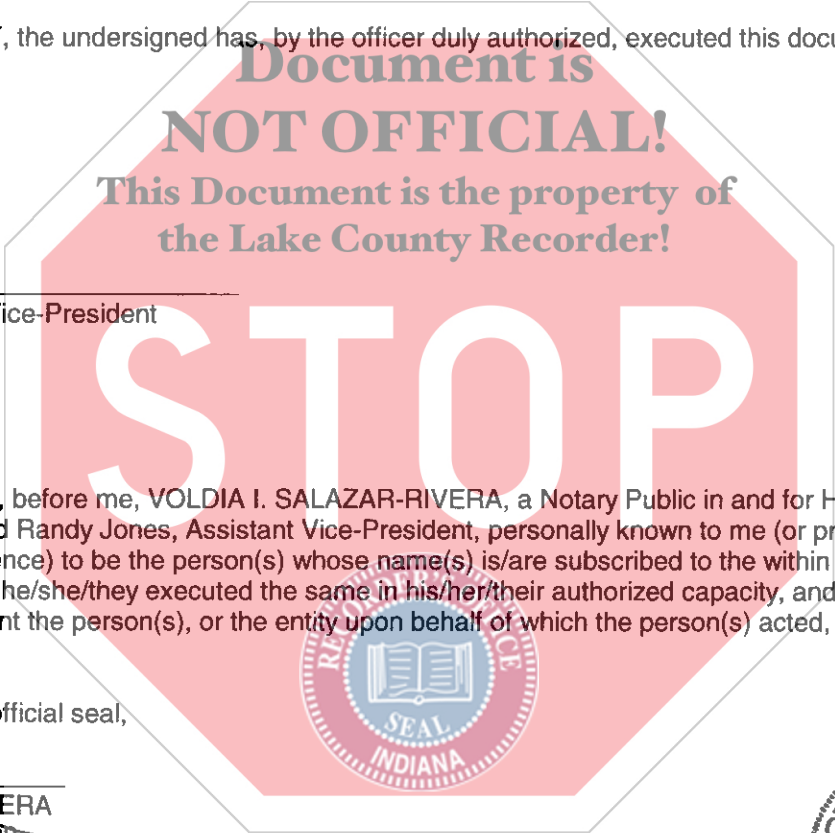 , the undersigned has, by the officer duly authorized, executed this docu
Document is
NOT OFFICIAL!
This Document is the property of
the Lake County Recorder!
ice-President
STOP
, before me, VOLDIA I. SALAZAR-RIVERA, a Notary Public in and for H
d Randy Jones, Assistant Vice-President, personally known to me (or pr
nce) to be the person(s) whose name(s) is/are subscribed to the within
he/she/they executed the same in his/her/their authorized capacity, and
nt the person(s), or the entity upon behalf of which the person(s) acted,
RECORDER'S OFFICE
SEAL
INDIANA
fficial seal,
ERA